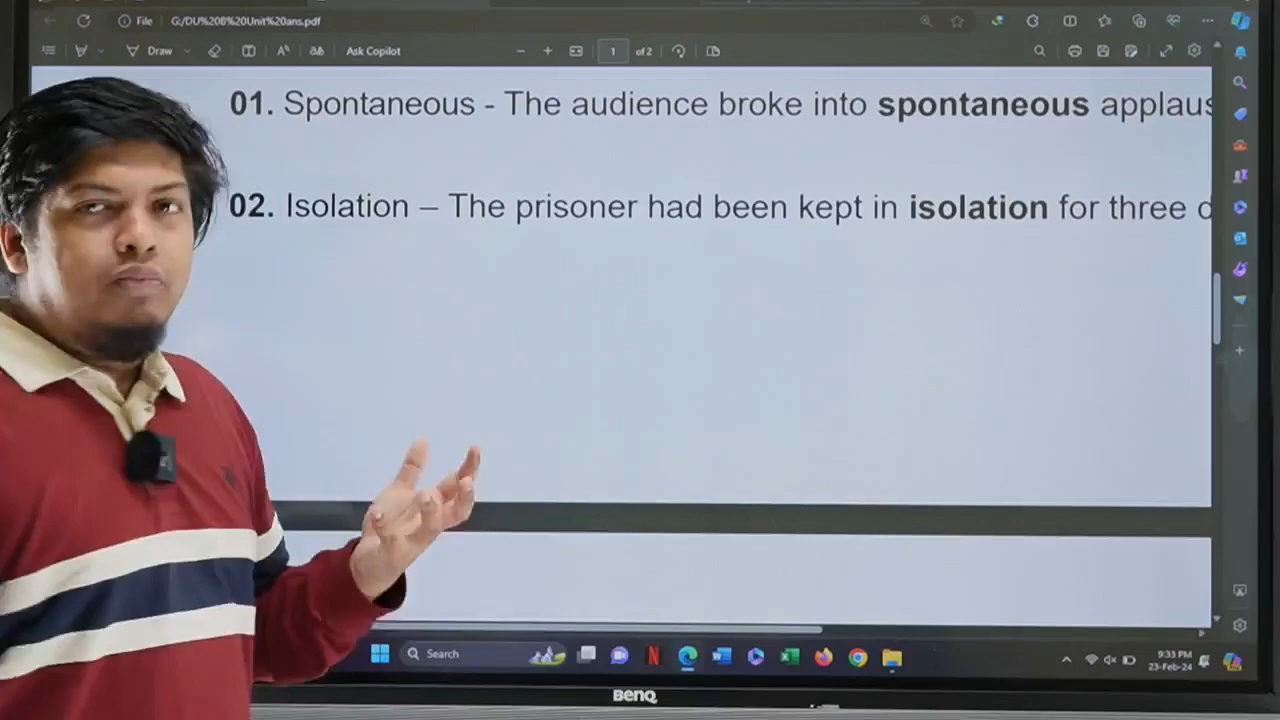 File G:/DU%20B%20Unit%20ans.pdf
Draw Ask Copilot 1 of 2
01. Spontaneous - The audience broke into spontaneous applaus
02. Isolation – The prisoner had been kept in isolation for three d
Search
9:33 PM
23-Feb-24
BenQ